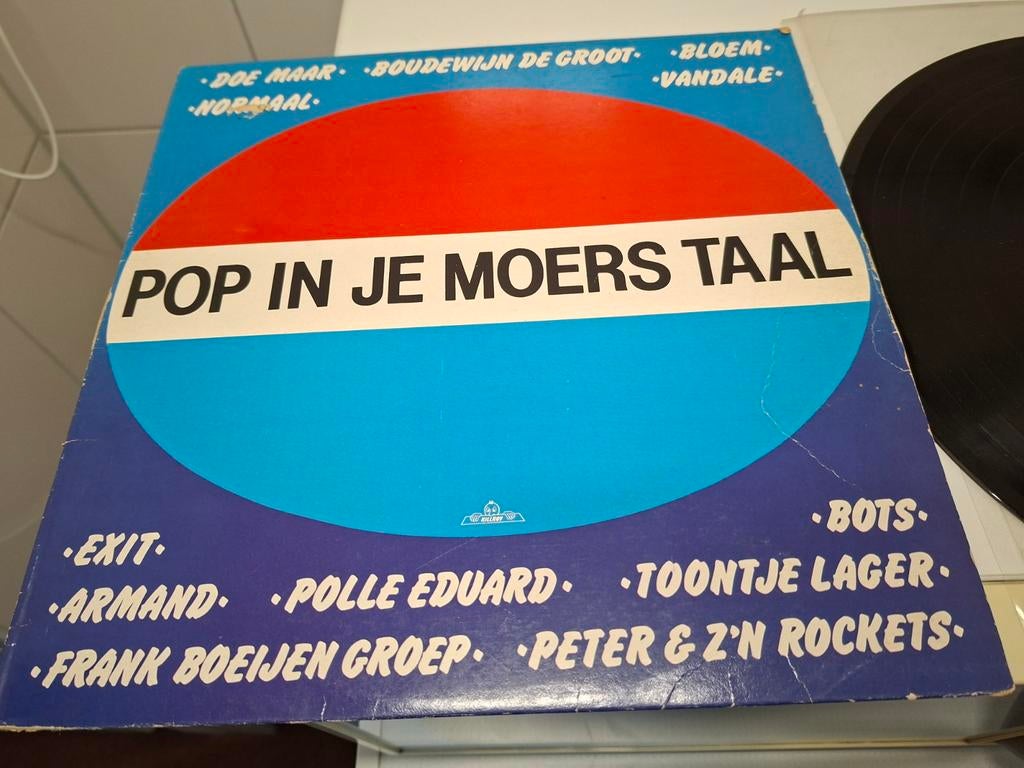 ·DOE MAAR· ·BOUDEWIJN DE GROOT· ·BLOEM·
·NORMAAL· ·VANDALE·
POP IN JE MOERS TAAL
KILLROY
·EXIT· ·BOTS·
·ARMAND· ·POLLE EDUARD· ·TOONTJE LAGER·
·FRANK BOEIJEN GROEP· ·PETER & Z'N ROCKETS·